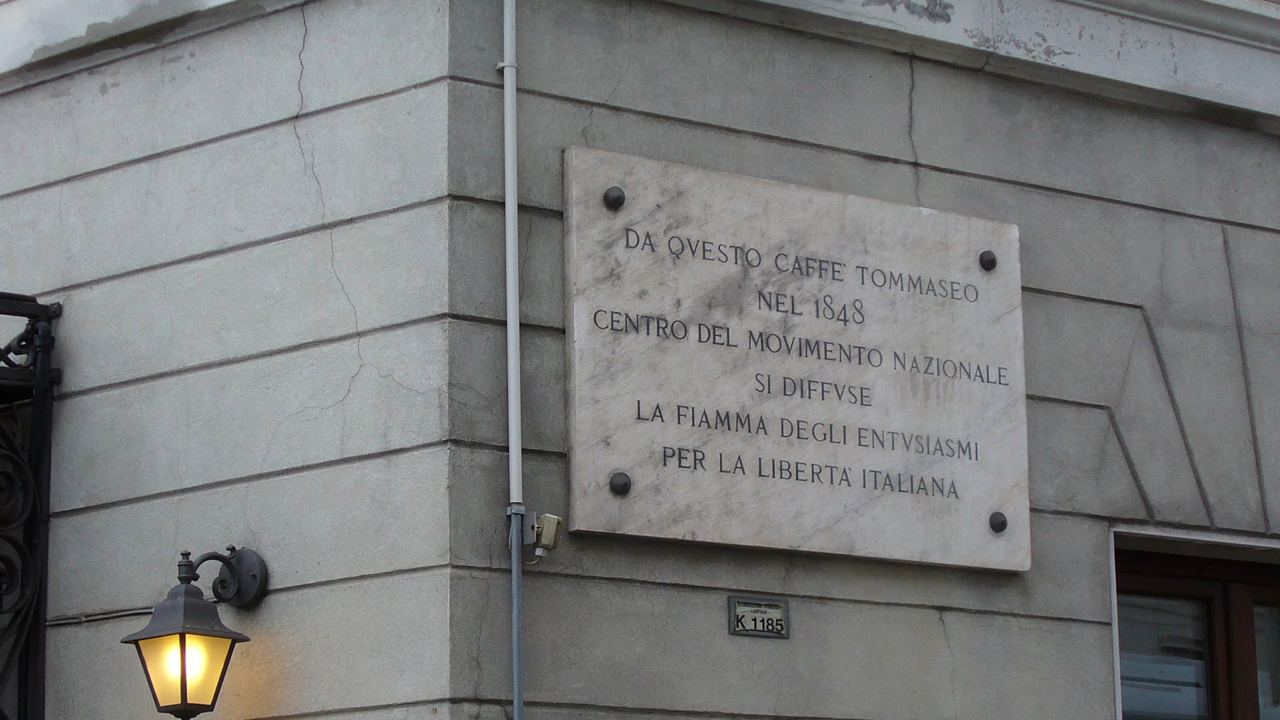 DA QVESTO CAFFE' TOMMASEO
NEL 1848
CENTRO DEL MOVIMENTO NAZIONALE
SI DIFFVSE
LA FIAMMA DEGLI ENTVSIASMI
PER LA LIBERTA' ITALIANA
K 1185